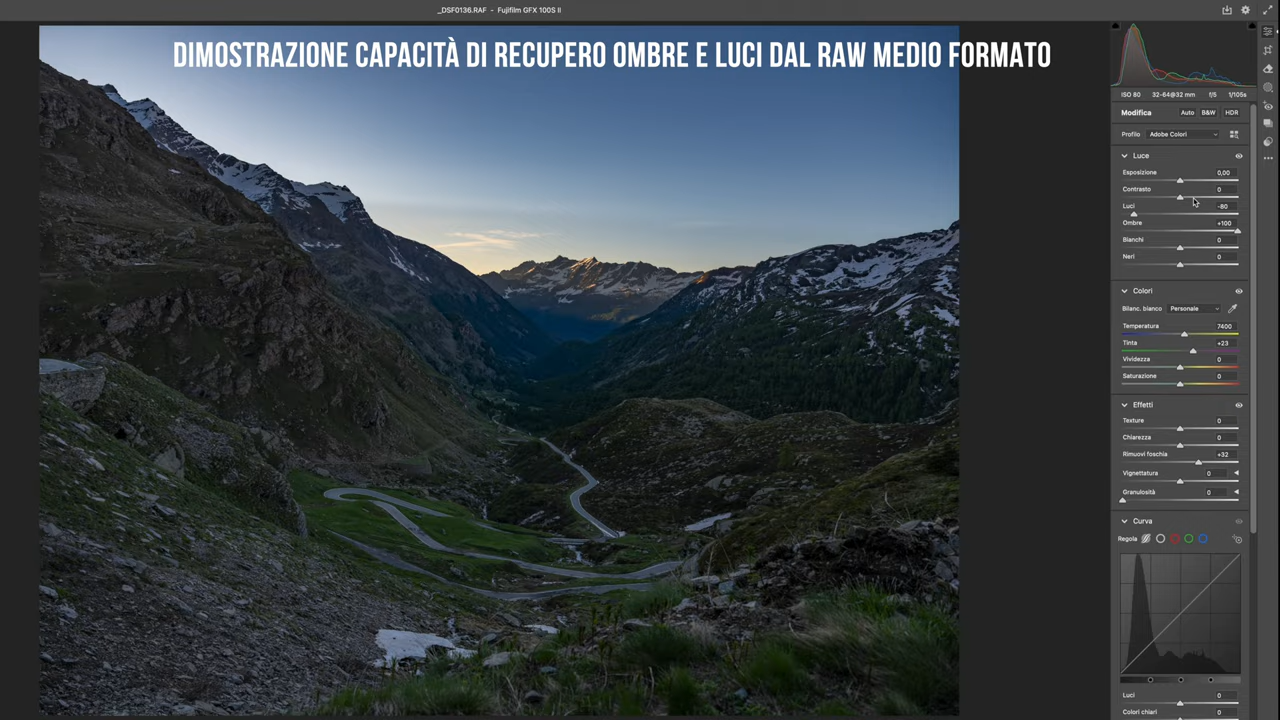 _DSF0136.RAF - Fujifilm GFX 100S II
DIMOSTRAZIONE CAPACITÀ DI RECUPERO OMBRE E LUCI DAL RAW MEDIO FORMATO
ISO 80 32-64@32 mm f/5 1/105s
Modifica Auto B&W HDR
Profilo Adobe Colori
Luce
Esposizione 0,00
Contrasto 0
Luci -80
Ombre +100
Bianchi 0
Neri 0
Colori
Bilanc. bianco Personale
Temperatura 7400
Tinta +23
Vividezza 0
Saturazione 0
Effetti
Texture 0
Chiarezza 0
Rimuovi foschia +32
Vignettatura 0
Granulosità 0
Curva
Regola
Luci 0
Colori chiari 0